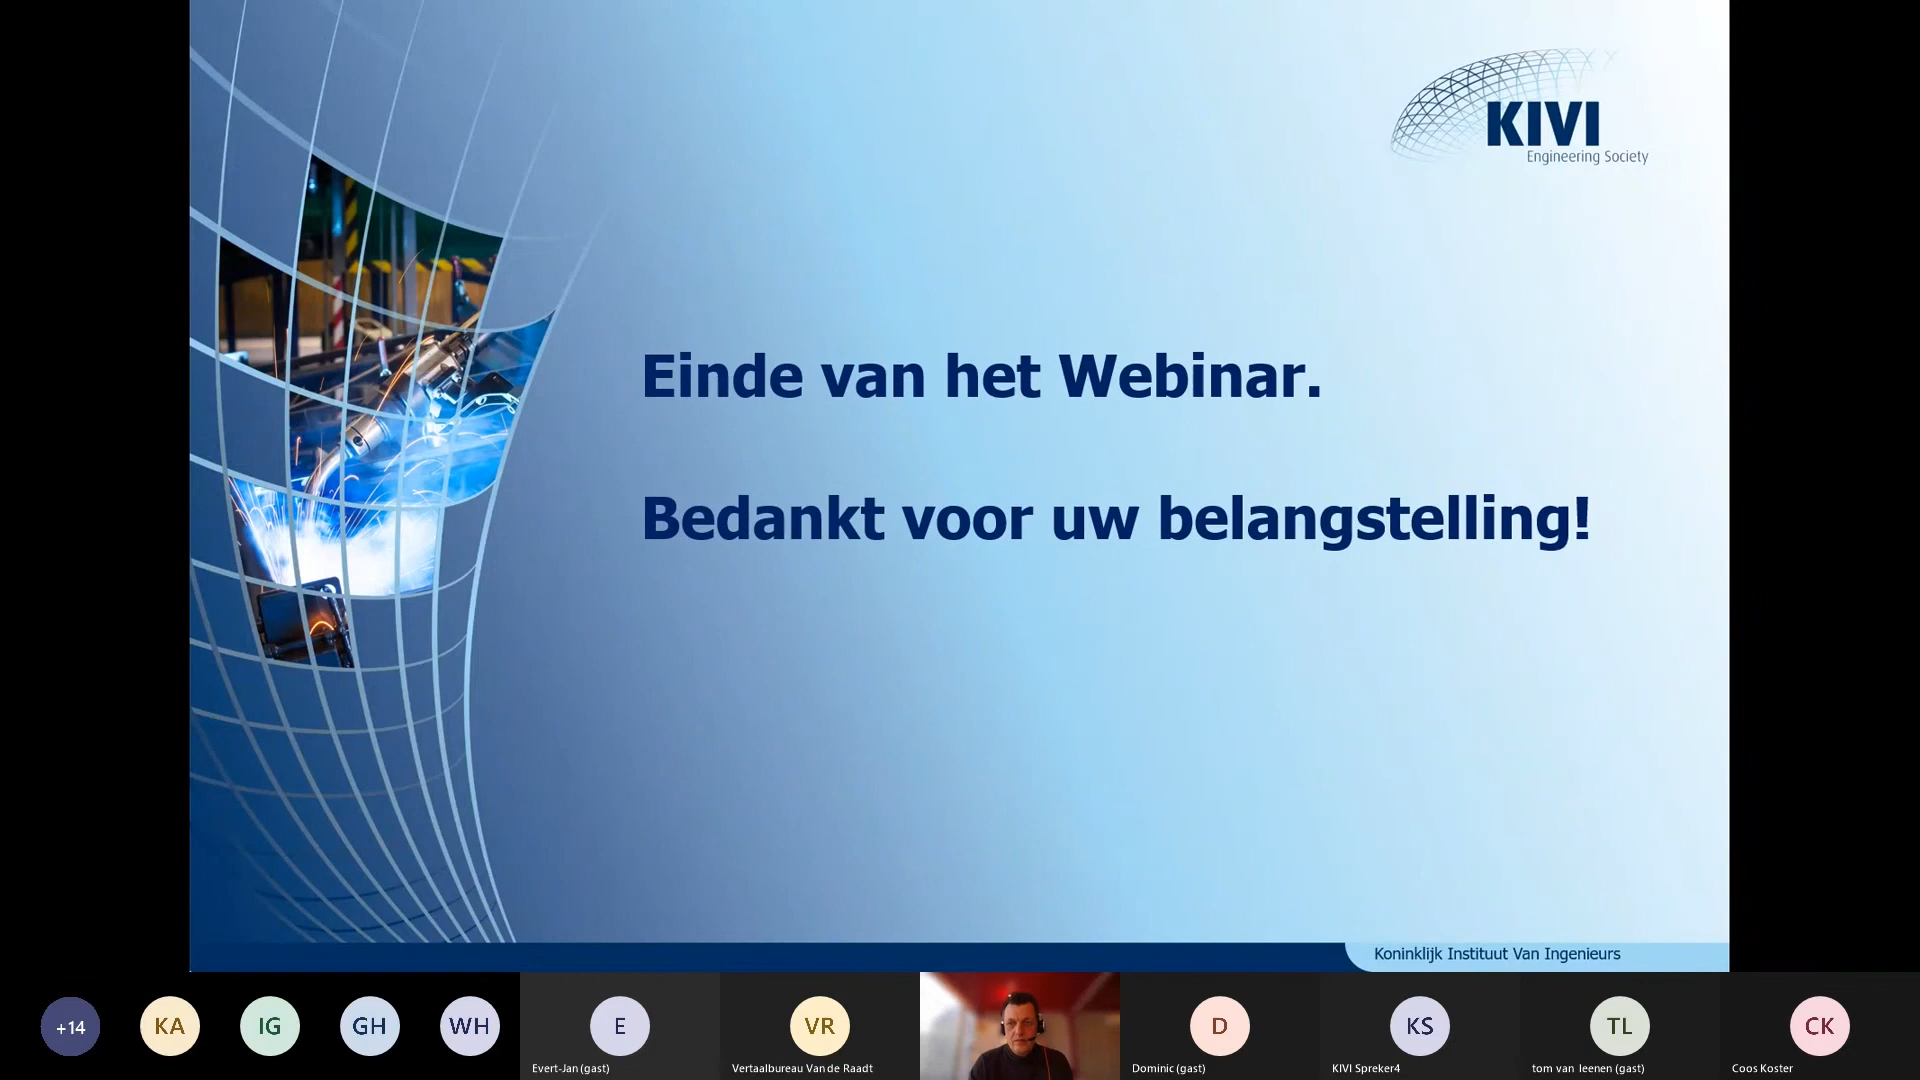 KIVI
Engineering Society
Einde van het Webinar.
Bedankt voor uw belangstelling!
Koninklijk Instituut Van Ingenieurs
+14
KA
IG
GH
WH
E
VR
D
KS
TL
CK
Evert-Jan (gast)
Vertaalbureau Van de Raadt
Dominic (gast)
KIVI Spreker4
tom van leenen (gast)
Coos Koster